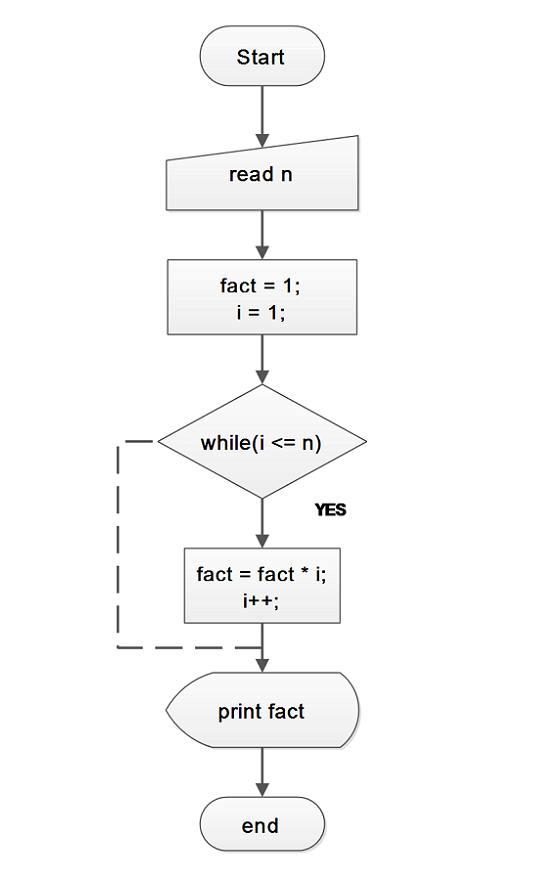 Start
read n
fact = 1;
i = 1;
while(i <= n)
YES
fact = fact * i;
i++;
print fact
end